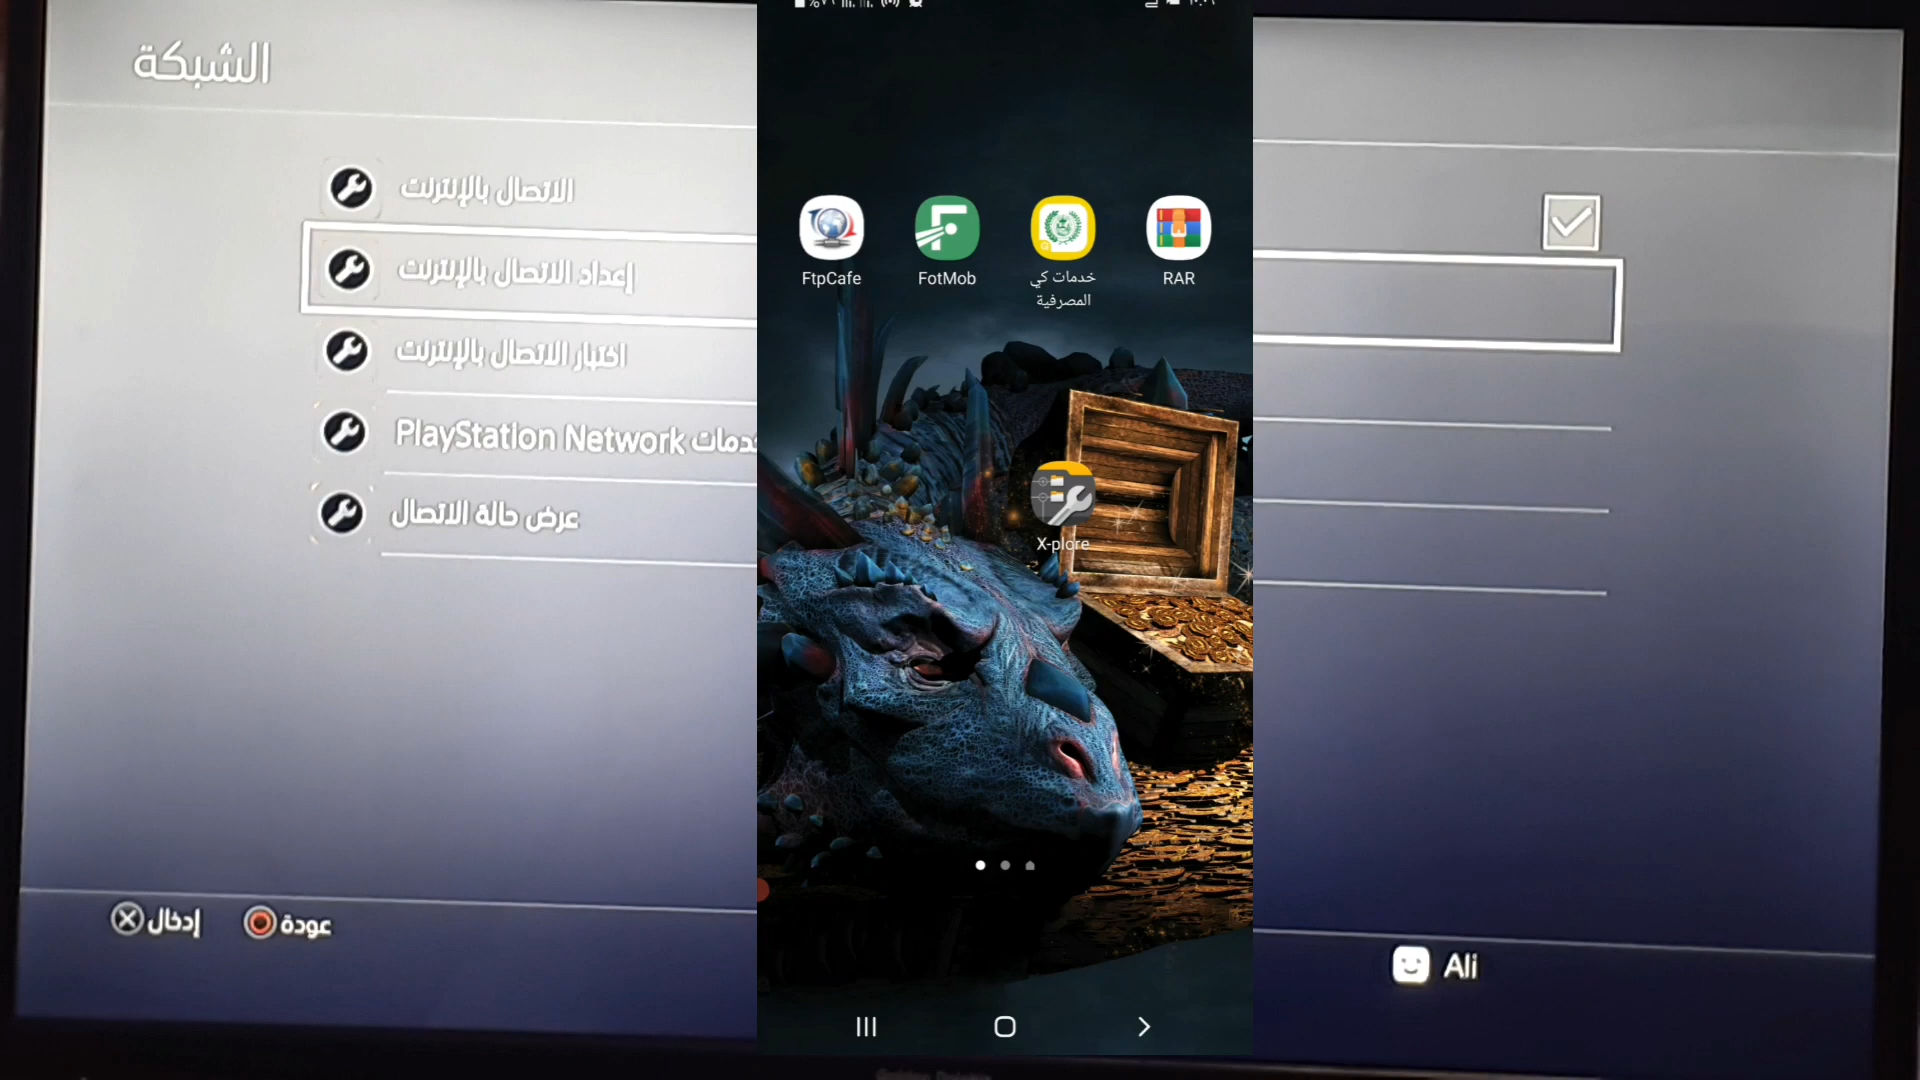 الشبكة
الاتصال بالإنترنت
إعداد الاتصال بالإنترنت
اختبار الاتصال بالإنترنت
PlayStation Network
عرض حالة الاتصال
إدخال
عودة
FtpCafe
FotMob
خدمات كي
المصرفية
RAR
X-plore
Ali